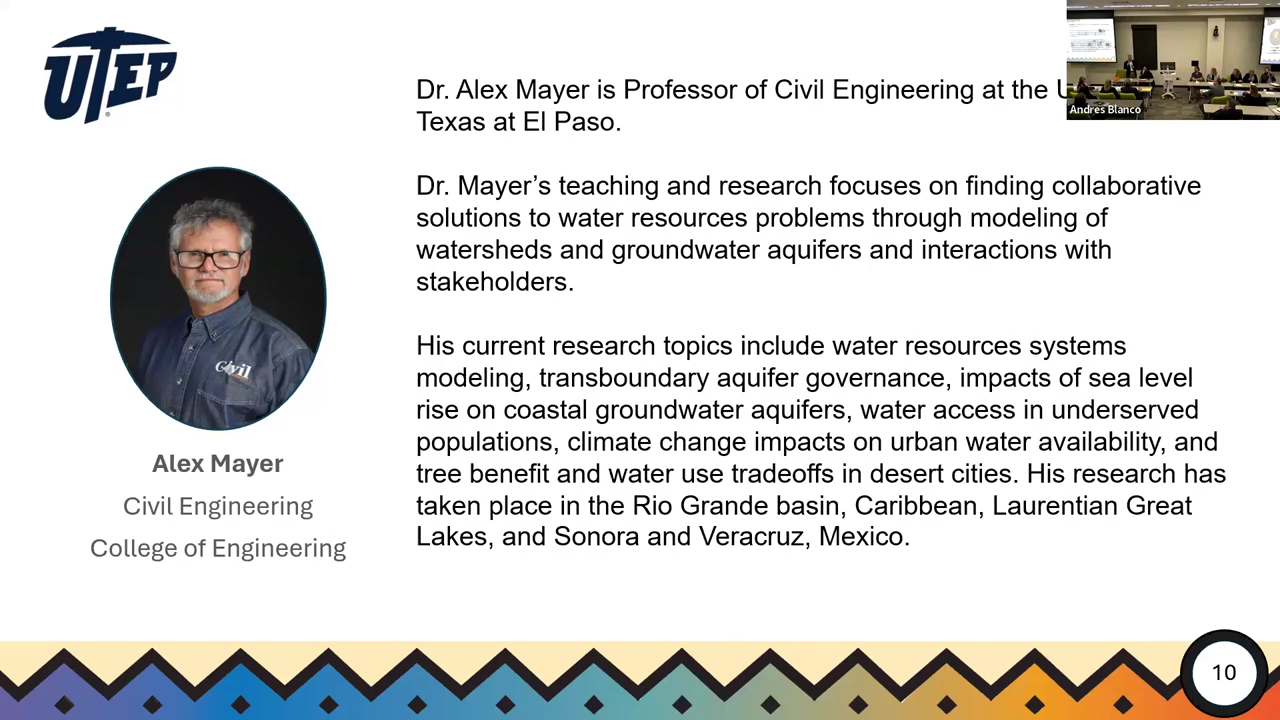 UTEP
Dr. Alex Mayer is Professor of Civil Engineering at the U
Texas at El Paso.
Andres Blanco
Dr. Mayer’s teaching and research focuses on finding collaborative
solutions to water resources problems through modeling of
watersheds and groundwater aquifers and interactions with
stakeholders.
Civil
His current research topics include water resources systems
modeling, transboundary aquifer governance, impacts of sea level
rise on coastal groundwater aquifers, water access in underserved
populations, climate change impacts on urban water availability, and
tree benefit and water use tradeoffs in desert cities. His research has
taken place in the Rio Grande basin, Caribbean, Laurentian Great
Lakes, and Sonora and Veracruz, Mexico.
Alex Mayer
Civil Engineering
College of Engineering
10